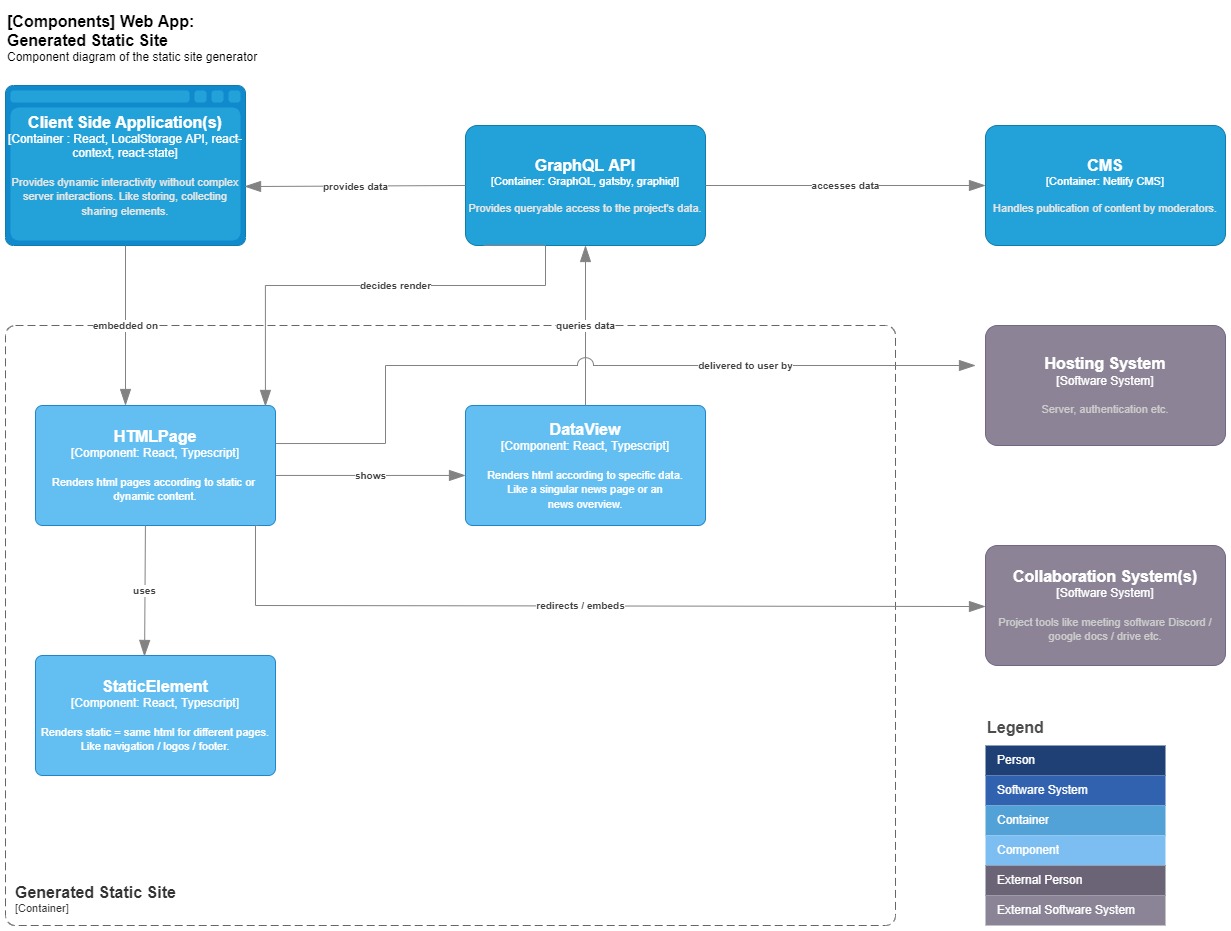 [Components] Web App:
Generated Static Site
Component diagram of the static site generator
Client Side Application(s)
[Container : React, LocalStorage API, react-
context, react-state]
Provides dynamic interactivity without complex
server interactions. Like storing, collecting
sharing elements.
provides data
GraphQL API
[Container: GraphQL, gatsby, graphiql]
Provides queryable access to the project's data.
accesses data
CMS
[Container: Netlify CMS]
Handles publication of content by moderators.
decides render
embedded on
queries data
delivered to user by
Hosting System
[Software System]
Server, authentication etc.
HTMLPage
[Component: React, Typescript]
Renders html pages according to static or
dynamic content.
shows
DataView
[Component: React, Typescript]
Renders html according to specific data.
Like a singular news page or an
news overview.
uses
redirects / embeds
Collaboration System(s)
[Software System]
Project tools like meeting software Discord /
google docs / drive etc.
StaticElement
[Component: React, Typescript]
Renders static = same html for different pages.
Like navigation / logos / footer.
Generated Static Site
[Container]
Legend
Person
Software System
Container
Component
External Person
External Software System